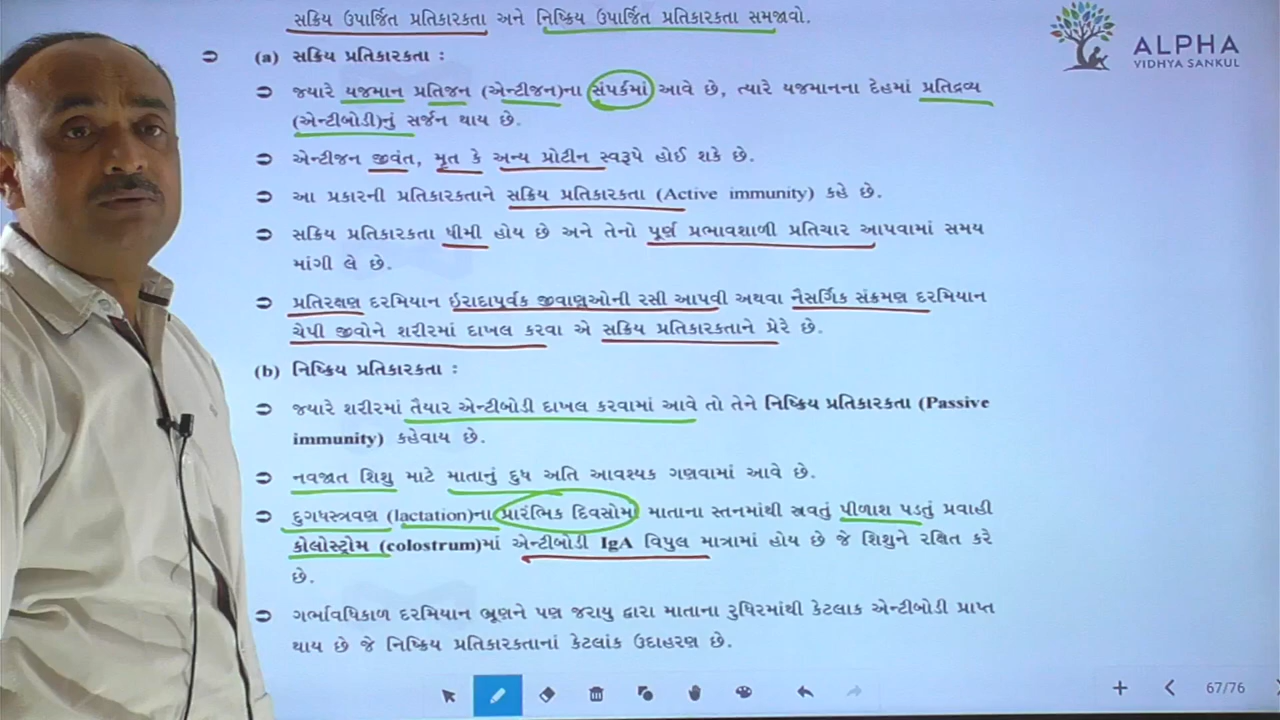 સક્રિય ઉપાર્જિત પ્રતિકારકતા અને નિષ્ક્રિય ઉપાર્જિત પ્રતિકારકતા સમજાવો.
ALPHA
VIDHYA SANKUL
(a) સક્રિય પ્રતિકારકતા :
જ્યારે યજમાન પ્રતિજન (એન્ટીજન)ના સંપર્કમાં આવે છે, ત્યારે યજમાનના દેહમાં પ્રતિદ્રવ્ય
(એન્ટીબોડી)નું સર્જન થાય છે.
એન્ટીજન જીવંત, મૃત કે અન્ય પ્રોટીન સ્વરૂપે હોઈ શકે છે.
આ પ્રકારની પ્રતિકારકતાને સક્રિય પ્રતિકારકતા (Active immunity) કહે છે.
સક્રિય પ્રતિકારકતા ધીમી હોય છે અને તેનો પૂર્ણ પ્રભાવશાળી પ્રતિચાર આપવામાં સમય
માંગી લે છે.
પ્રતિરક્ષણ દરમિયાન ઇરાદાપૂર્વક જીવાણુઓની રસી આપવી અથવા નૈસર્ગિક સંક્રમણ દરમિયાન
ચેપી જીવોને શરીરમાં દાખલ કરવા એ સક્રિય પ્રતિકારકતાને પ્રેરે છે.
(b) નિષ્ક્રિય પ્રતિકારકતા :
જ્યારે શરીરમાં તૈયાર એન્ટીબોડી દાખલ કરવામાં આવે તો તેને નિષ્ક્રિય પ્રતિકારકતા (Passive
immunity) કહેવાય છે.
નવજાત શિશુ માટે માતાનું દુધ અતિ આવશ્યક ગણવામાં આવે છે.
દુગ્ધસ્ત્રવણ (lactation)ના પ્રારંભિક દિવસોમાં માતાના સ્તનમાંથી સ્રવતું પીળાશ પડતું પ્રવાહી
કોલોસ્ટ્રોમ (colostrum)માં એન્ટીબોડી IgA વિપુલ માત્રામાં હોય છે જે શિશુને રક્ષિત કરે
છે.
ગર્ભાવધિકાળ દરમિયાન ભ્રૂણને પણ જરાયુ દ્વારા માતાના રુધિરમાંથી કેટલાક એન્ટીબોડી પ્રાપ્ત
થાય છે જે નિષ્ક્રિય પ્રતિકારકતાનાં કેટલાંક ઉદાહરણ છે.
67/76